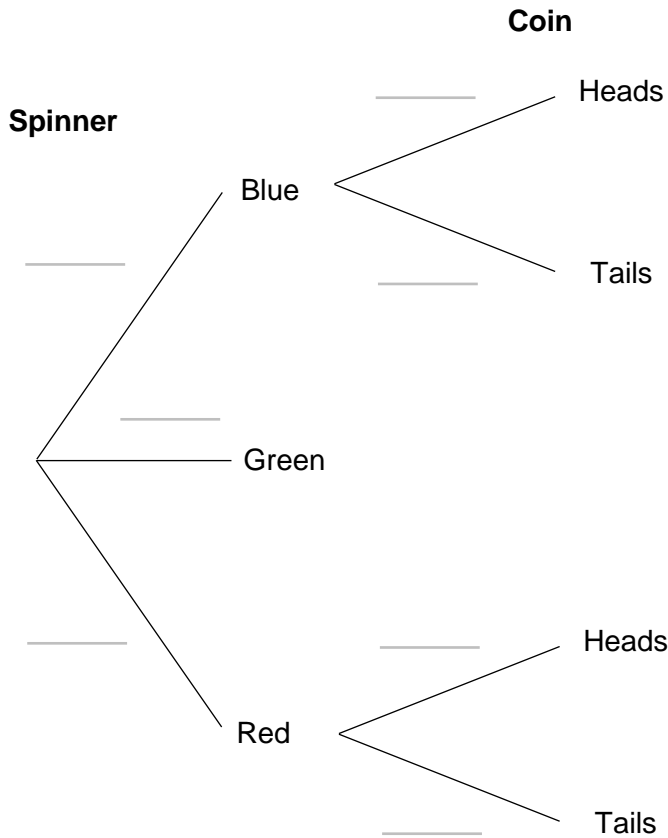 Coin
Heads
Spinner
Blue
Tails
Green
Heads
Red
Tails